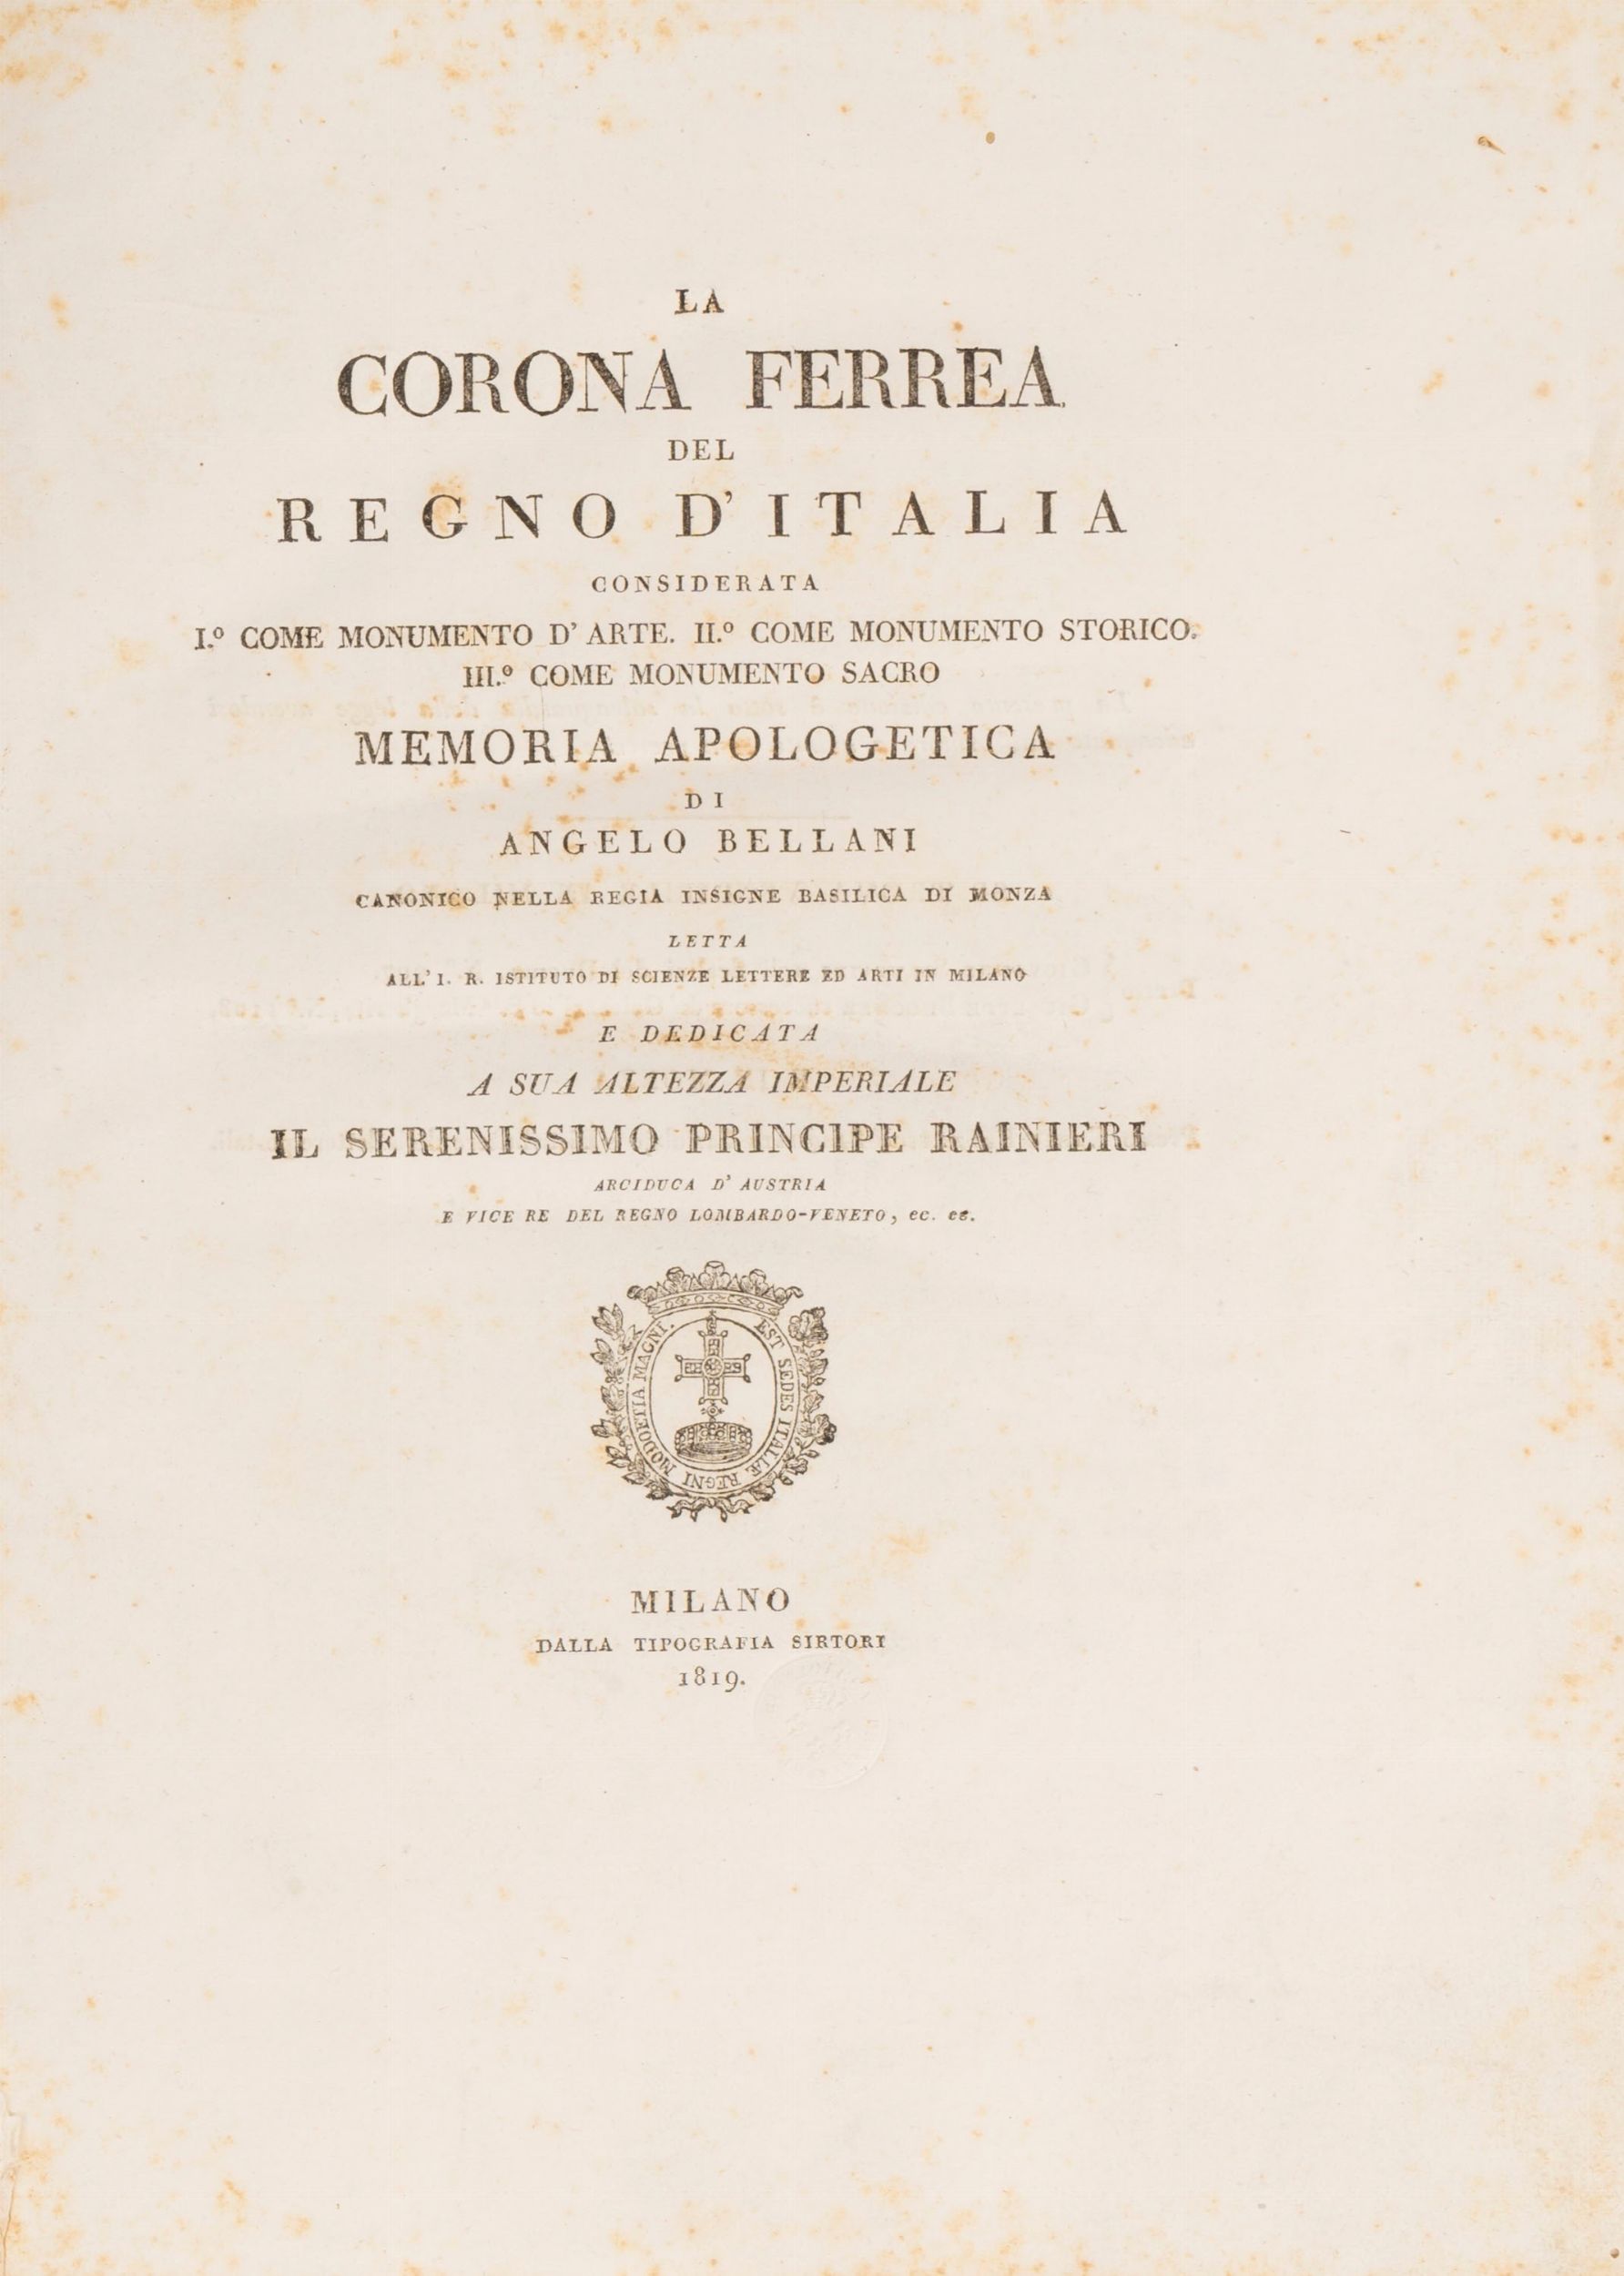 LA
CORONA FERREA
DEL
REGNO D'ITALIA
CONSIDERATA
I.º COME MONUMENTO D' ARTE. II.º COME MONUMENTO STORICO.
III.º COME MONUMENTO SACRO
MEMORIA APOLOGETICA
DI
ANGELO BELLANI
CANONICO NELLA REGIA INSIGNE BASILICA DI MONZA
LETTA
ALL' I. R. ISTITUTO DI SCIENZE LETTERE ED ARTI IN MILANO
E DEDICATA
A SUA ALTEZZA IMPERIALE
IL SERENISSIMO PRINCIPE RAINIERI
ARCIDUCA D' AUSTRIA
E VICE RE DEL REGNO LOMBARDO-VENETO, ec. ec.
EST SEDES ITALIÆ REGNI MODOETIA MAGNI.
MILANO
DALLA TIPOGRAFIA SIRTORI
1819.